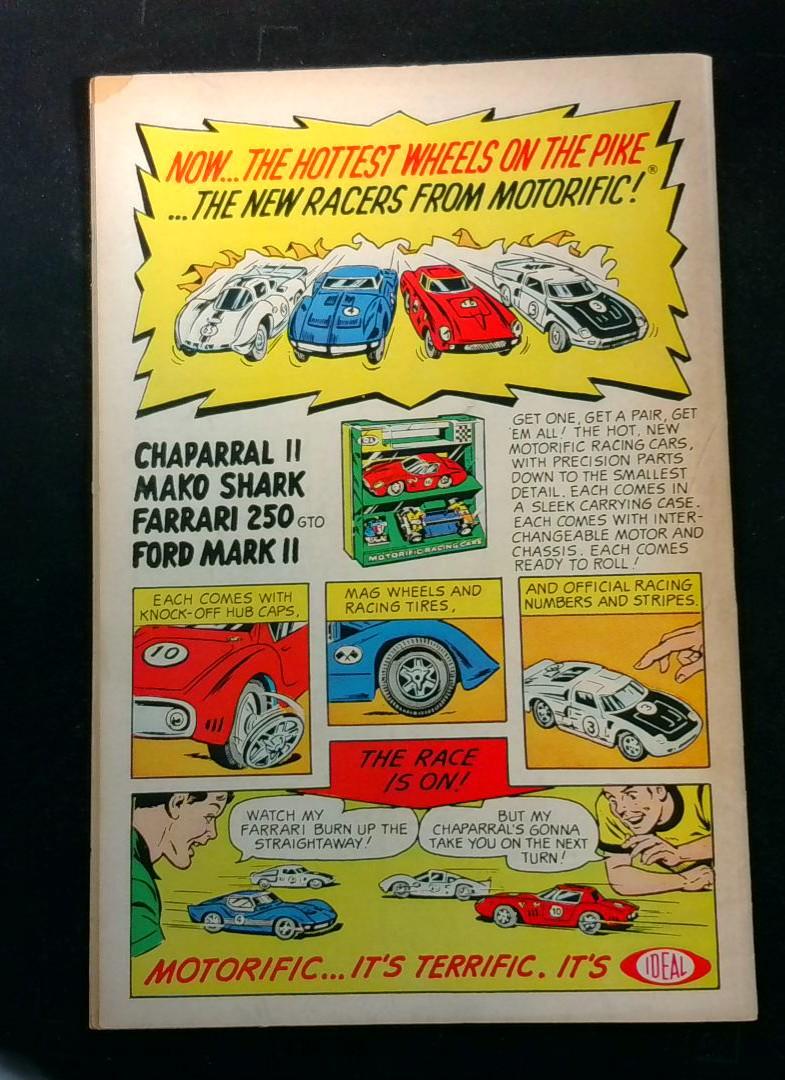 NOW... THE HOTTEST WHEELS ON THE PIKE
...THE NEW RACERS FROM MOTORIFIC!®
CHAPARRAL II
MAKO SHARK
FARRARI 250 GTO
FORD MARK II
MOTORIFIC RACING CARS
GET ONE, GET A PAIR, GET
'EM ALL! THE HOT, NEW
MOTORIFIC RACING CARS,
WITH PRECISION PARTS
DOWN TO THE SMALLEST
DETAIL. EACH COMES IN
A SLEEK CARRYING CASE.
EACH COMES WITH INTER-
CHANGEABLE MOTOR AND
CHASSIS. EACH COMES
READY TO ROLL!
EACH COMES WITH
KNOCK-OFF HUB CAPS,
10
MAG WHEELS AND
RACING TIRES,
AND OFFICIAL RACING
NUMBERS AND STRIPES.
3
3
THE RACE
IS ON!
WATCH MY
FARRARI BURN UP THE
STRAIGHTAWAY!
BUT MY
CHAPARRAL'S GONNA
TAKE YOU ON THE NEXT
TURN!
10
MOTORIFIC... IT'S TERRIFIC. IT'S
IDEAL